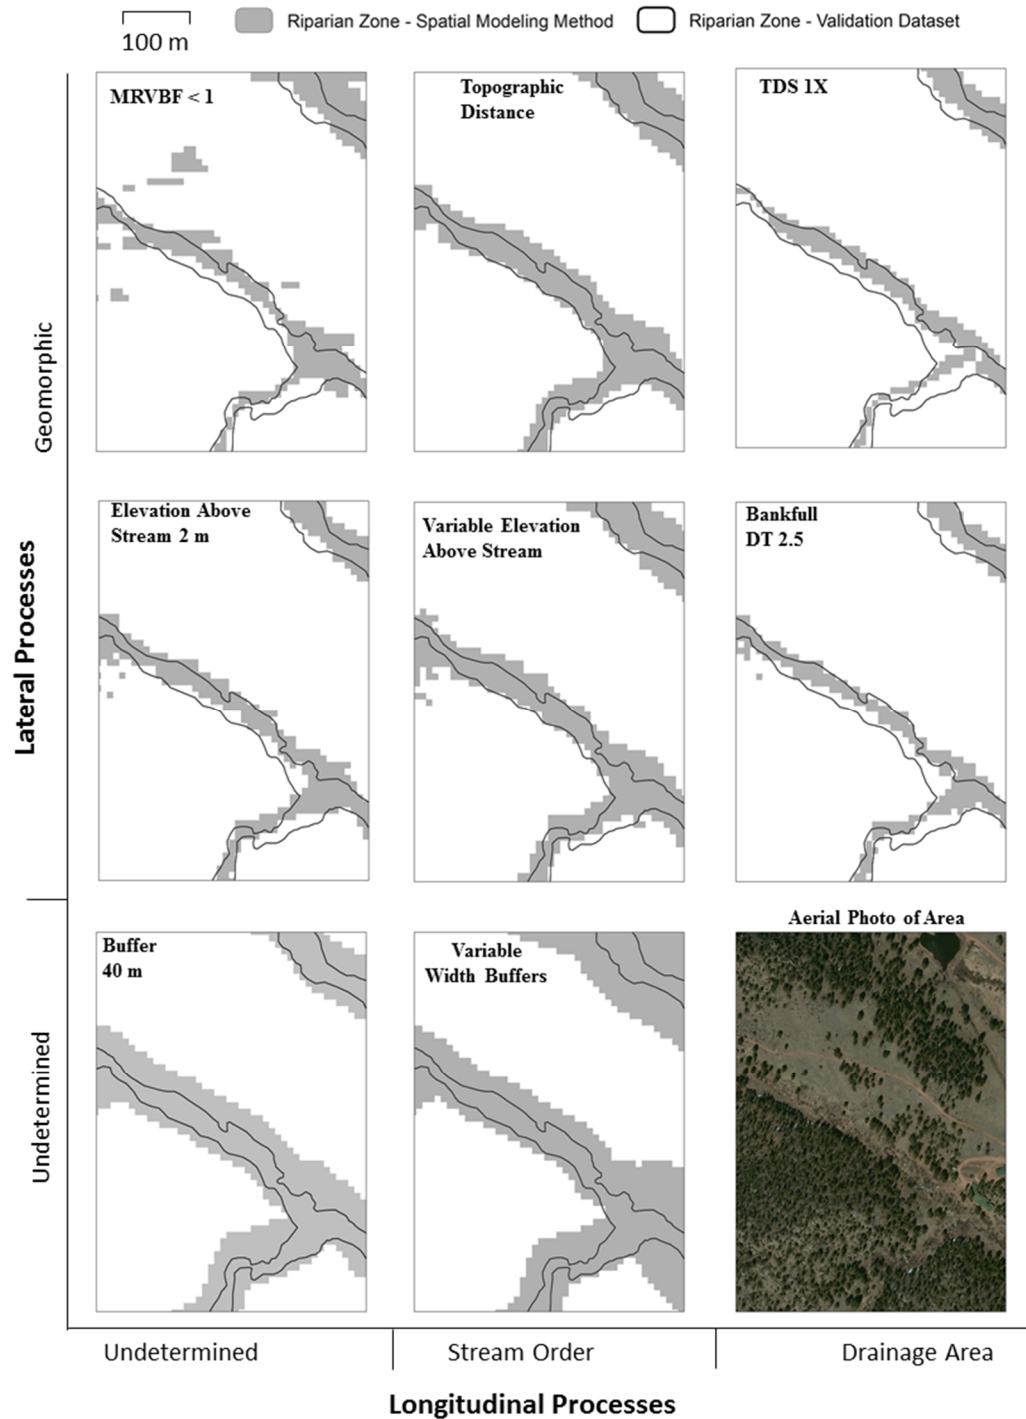 100 m
Riparian Zone - Spatial Modeling Method
Riparian Zone - Validation Dataset
MRVBF < 1
Topographic
Distance
TDS 1X
Geomorphic
Elevation Above
Stream 2 m
Variable Elevation
Above Stream
Bankfull
DT 2.5
Lateral Processes
Buffer
40 m
Variable
Width Buffers
Aerial Photo of Area
Undetermined
Undetermined
Stream Order
Drainage Area
Longitudinal Processes